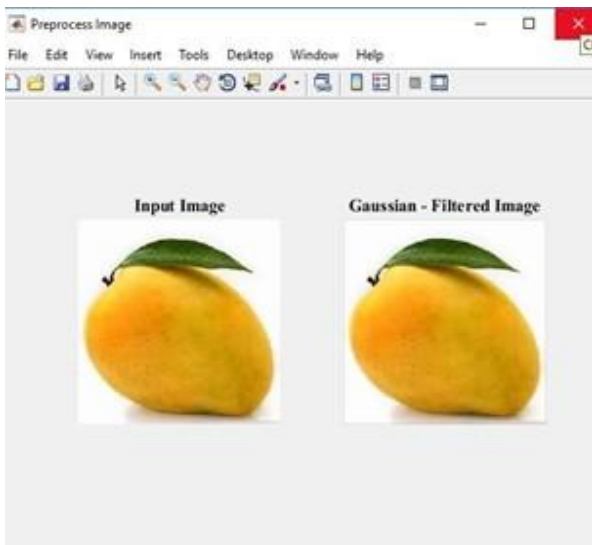 Preprocess Image
File Edit View Insert Tools Desktop Window Help
Input Image
Gaussian - Filtered Image